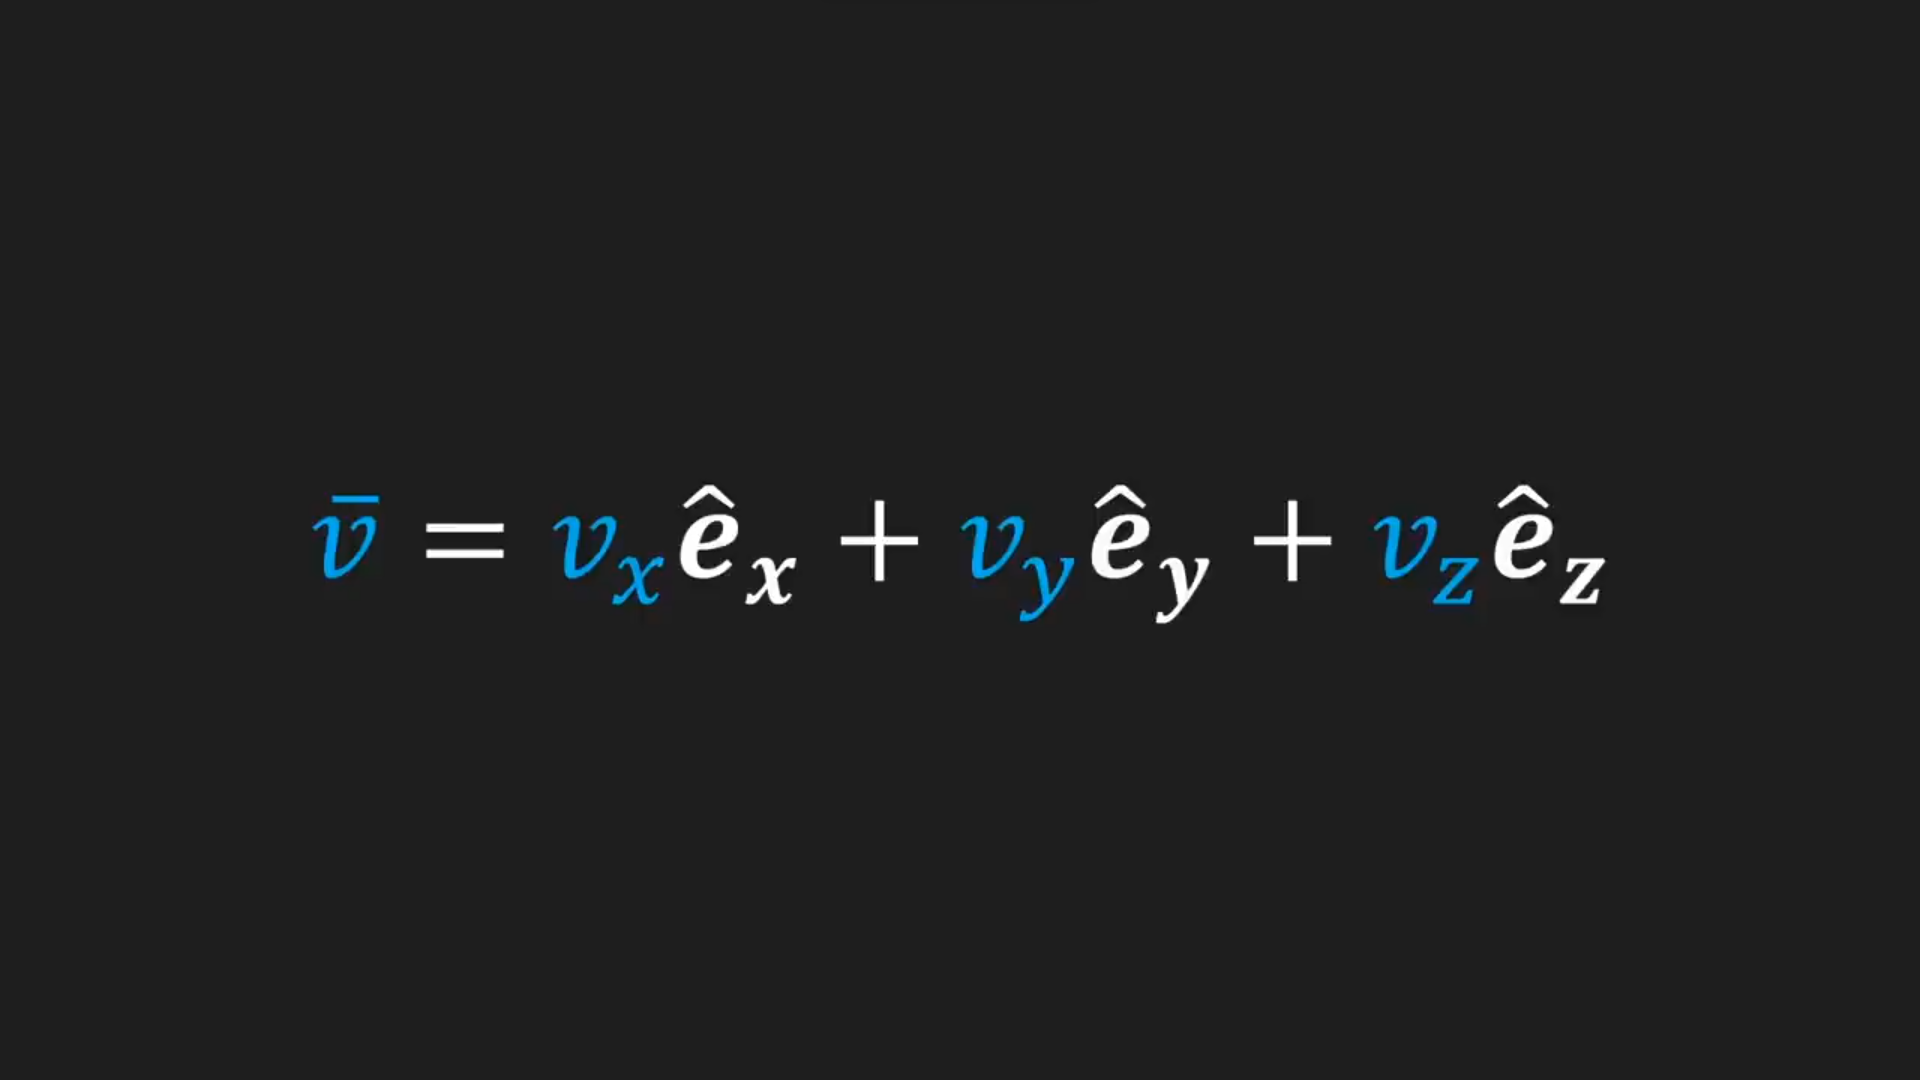 v̄ = vₓêₓ + v_yê_y + v_zê_z